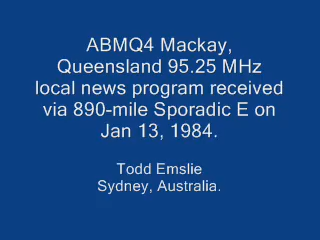 ABMQ4 Mackay,
Queensland 95.25 MHz
local news program received
via 890-mile Sporadic E on
Jan 13, 1984.
Todd Emslie
Sydney, Australia.